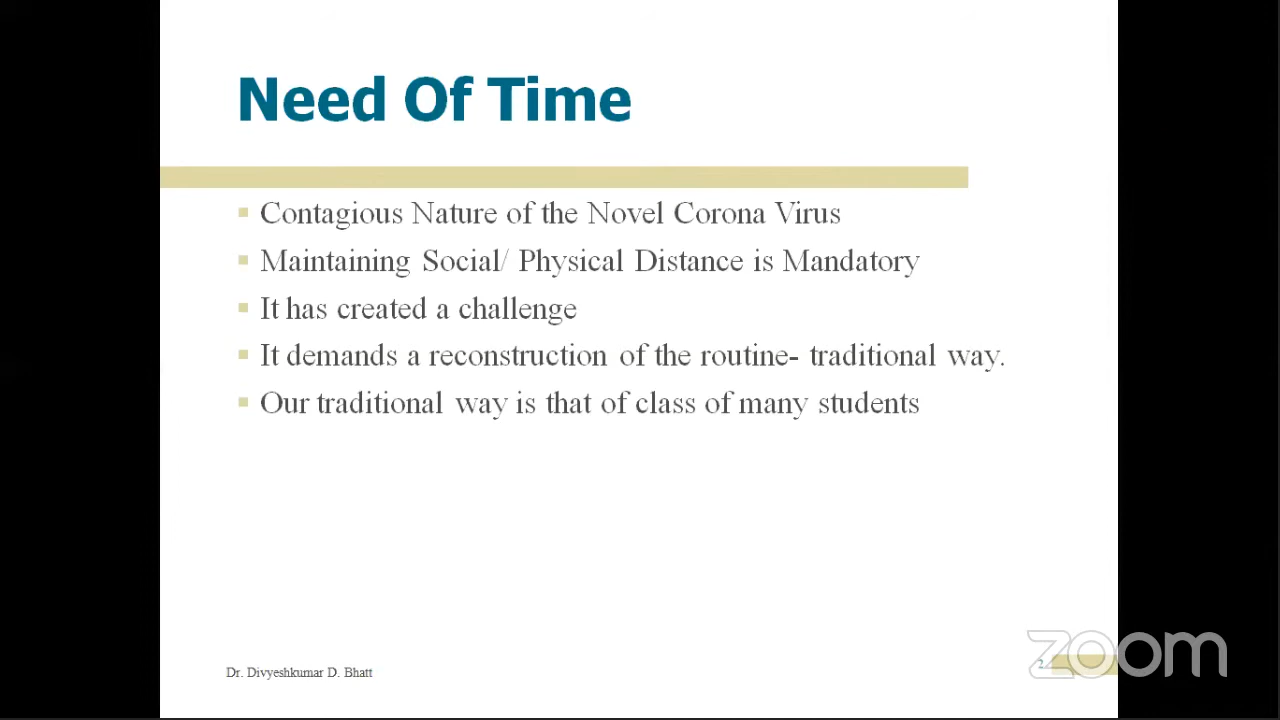 Need Of Time
Contagious Nature of the Novel Corona Virus
Maintaining Social/ Physical Distance is Mandatory
It has created a challenge
It demands a reconstruction of the routine- traditional way.
Our traditional way is that of class of many students
Dr. Divyeshkumar D. Bhatt
2
zoom